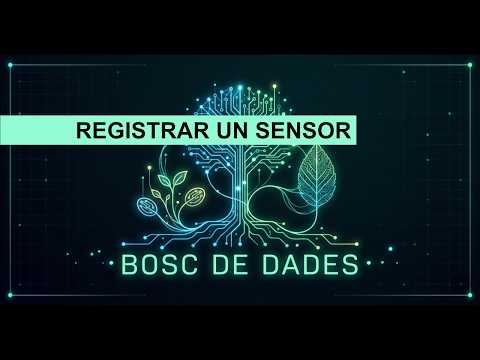 REGISTRAR UN SENSOR
BOSC DE DADES